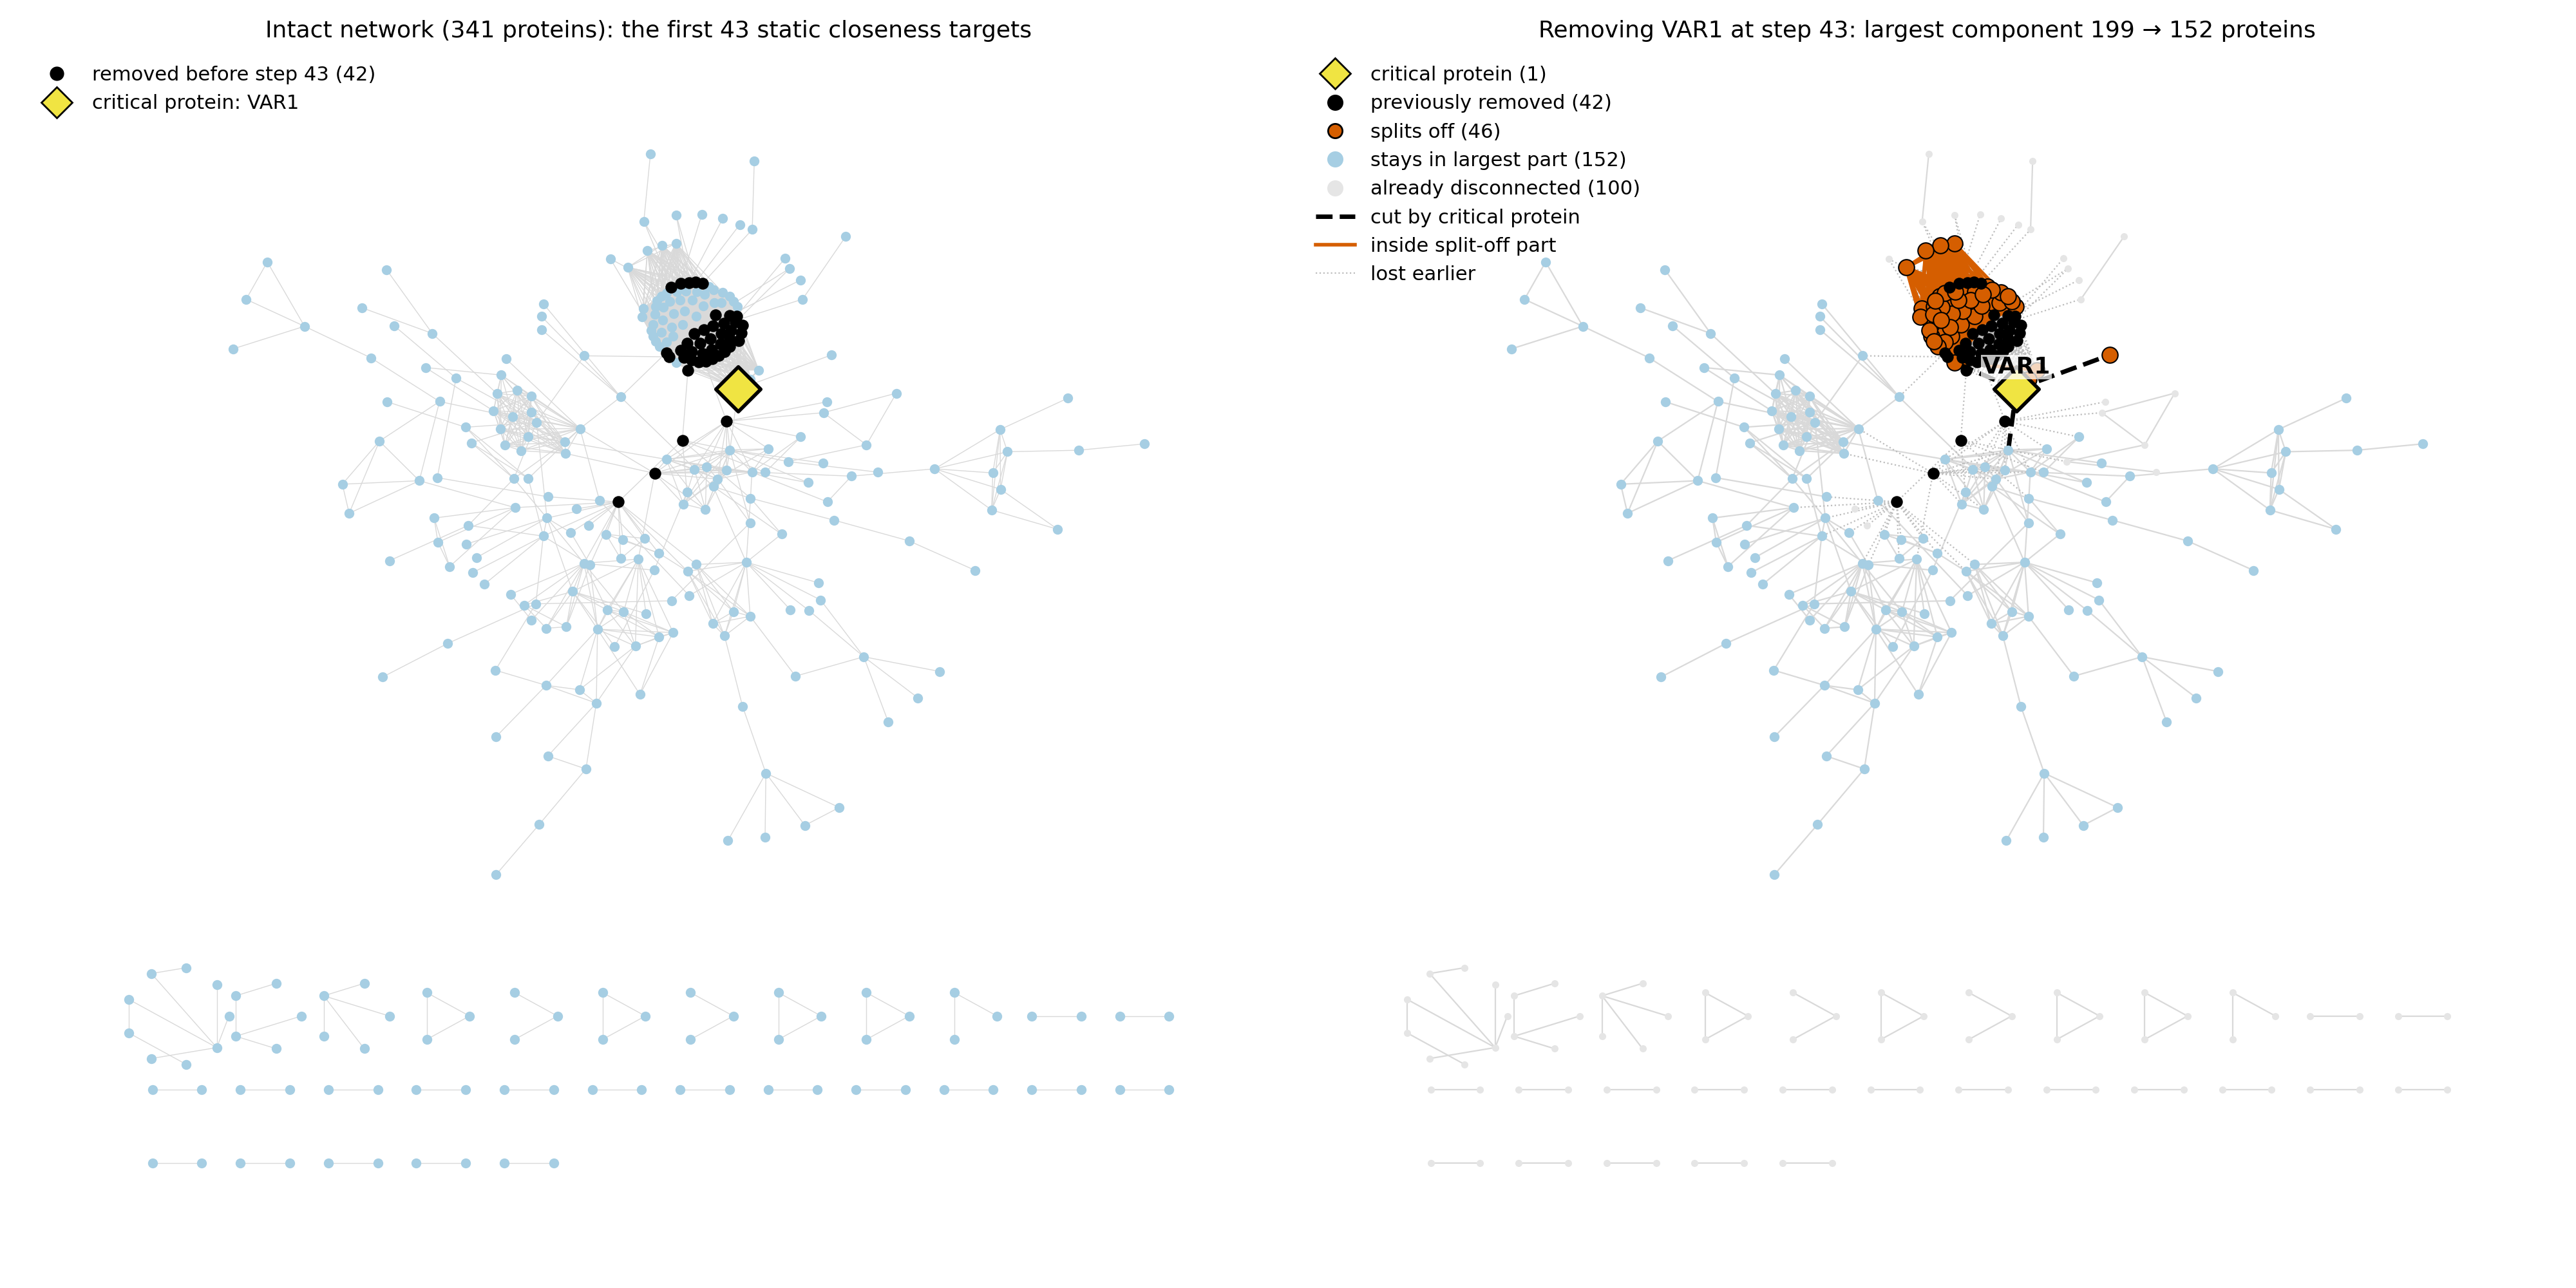 Intact network (341 proteins): the first 43 static closeness targets
removed before step 43 (42)
critical protein: VAR1
Removing VAR1 at step 43: largest component 199 → 152 proteins
critical protein (1)
previously removed (42)
splits off (46)
stays in largest part (152)
already disconnected (100)
cut by critical protein
inside split-off part
lost earlier
VAR1